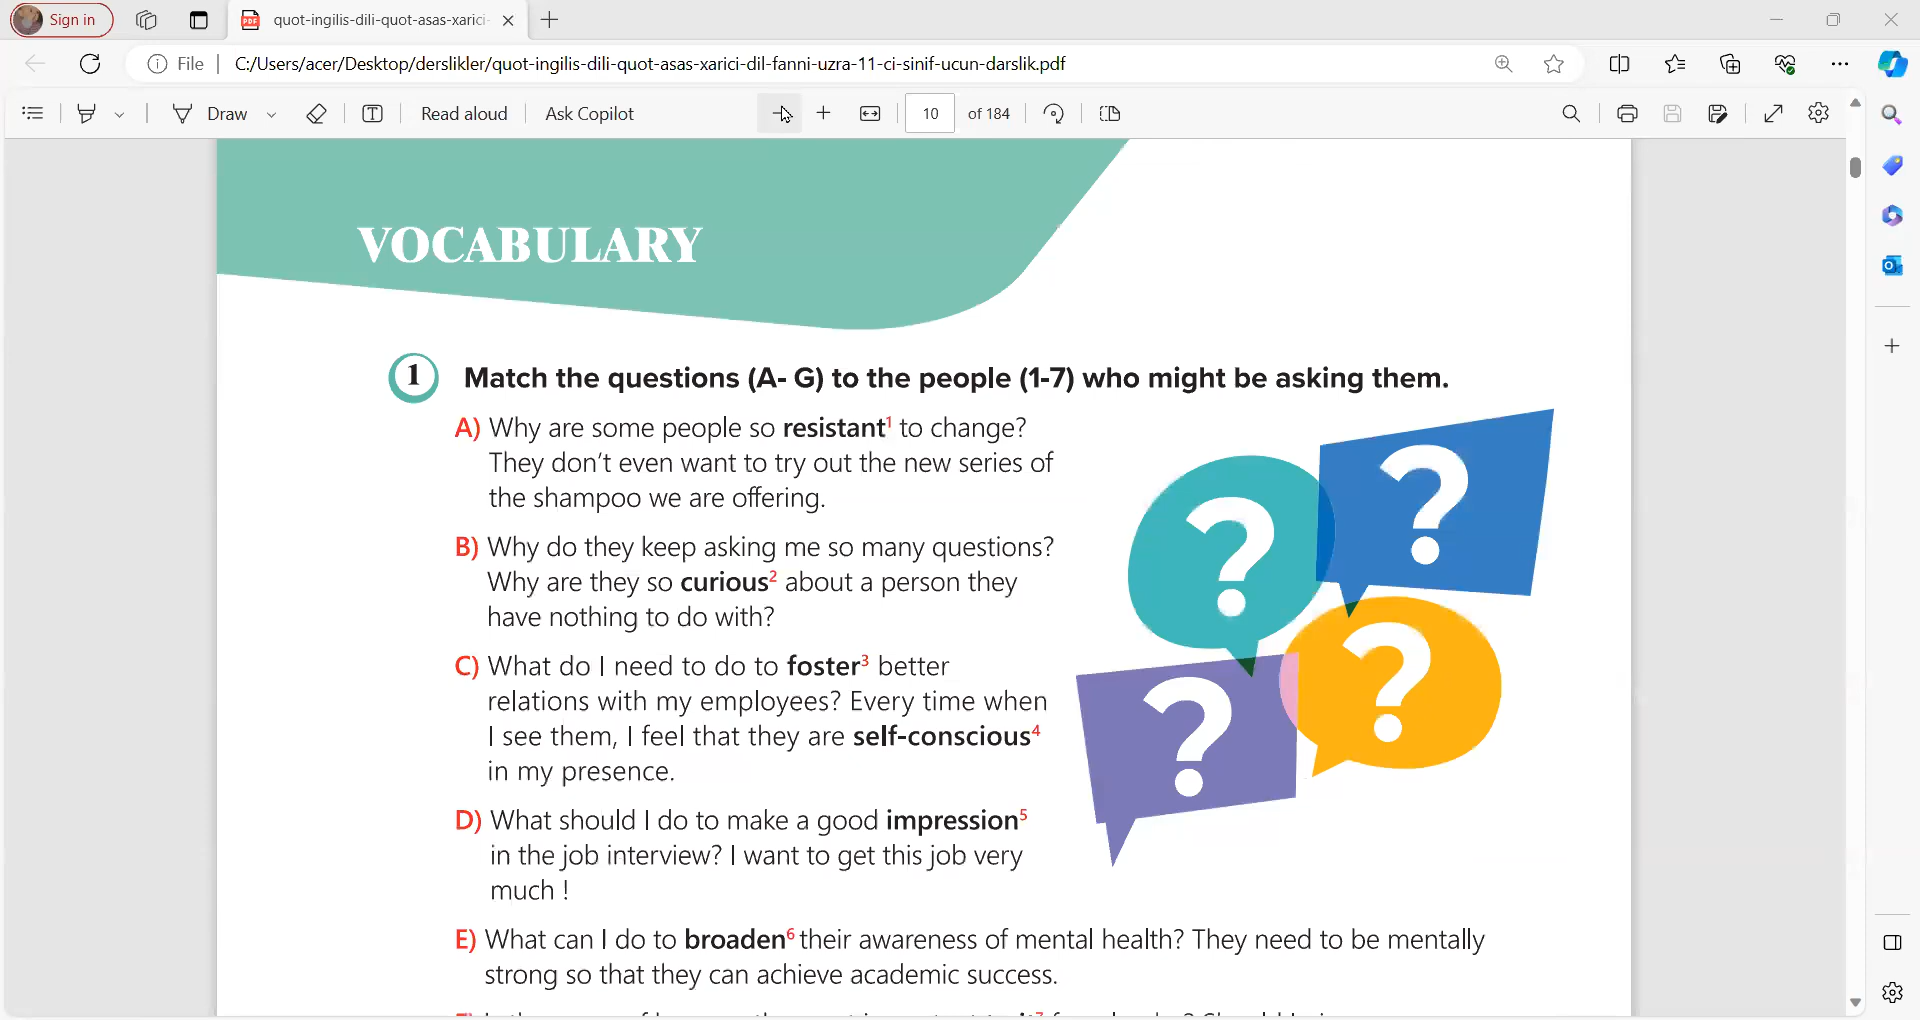 Sign in
quot-ingilis-dili-quot-asas-xarici-
File
C:/Users/acer/Desktop/derslikler/quot-ingilis-dili-quot-asas-xarici-dil-fanni-uzra-11-ci-sinif-ucun-darslik.pdf
Draw
Read aloud
Ask Copilot
10 of 184
VOCABULARY
1 Match the questions (A- G) to the people (1-7) who might be asking them.
A) Why are some people so resistant¹ to change?
They don't even want to try out the new series of
the shampoo we are offering.
B) Why do they keep asking me so many questions?
Why are they so curious² about a person they
have nothing to do with?
C) What do I need to do to foster³ better
relations with my employees? Every time when
I see them, I feel that they are self-conscious⁴
in my presence.
D) What should I do to make a good impression⁵
in the job interview? I want to get this job very
much !
E) What can I do to broaden⁶ their awareness of mental health? They need to be mentally
strong so that they can achieve academic success.
? ?
? ?